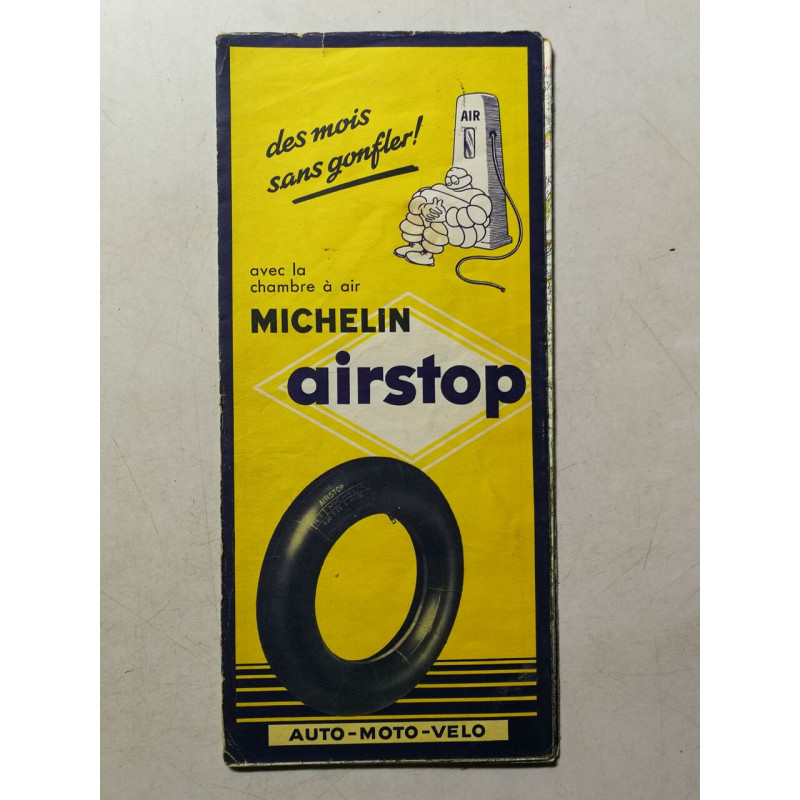 des mois
sans gonfler!
AIR
avec la
chambre à air
MICHELIN
airstop
AIRSTOP
AUTO-MOTO-VELO